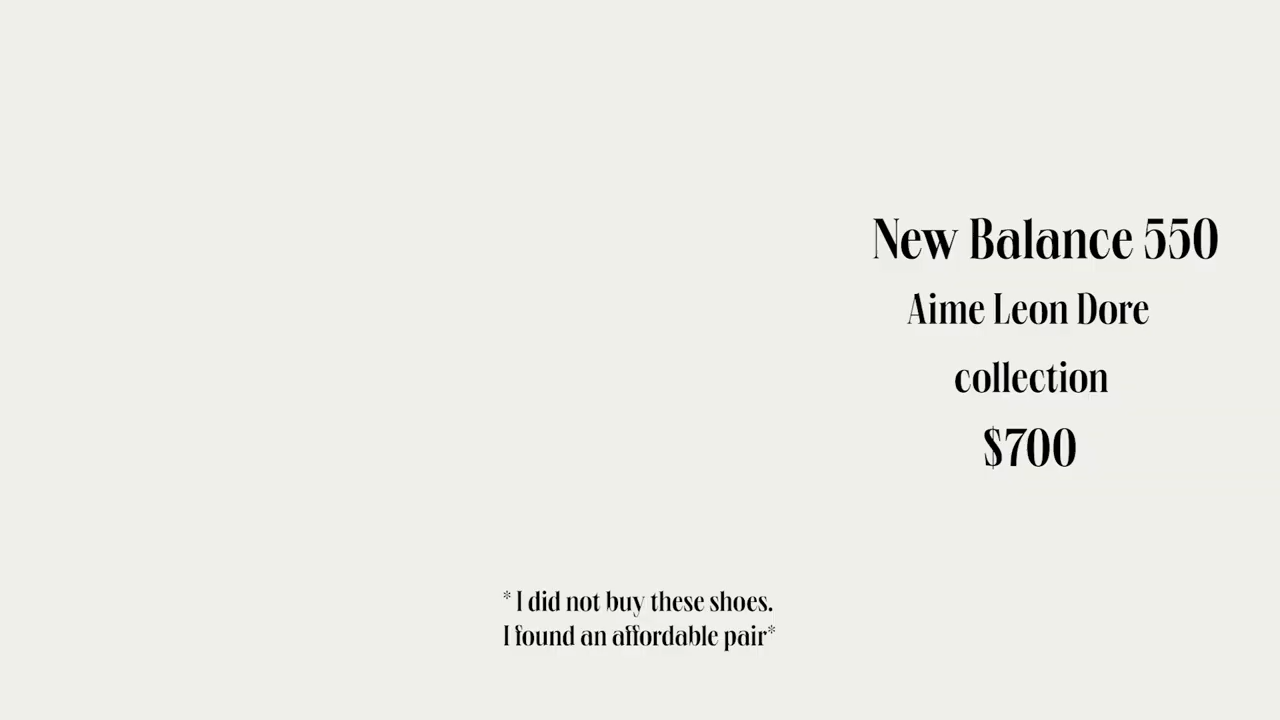 New Balance 550
Aime Leon Dore
collection
$700
* I did not buy these shoes.
I found an affordable pair*